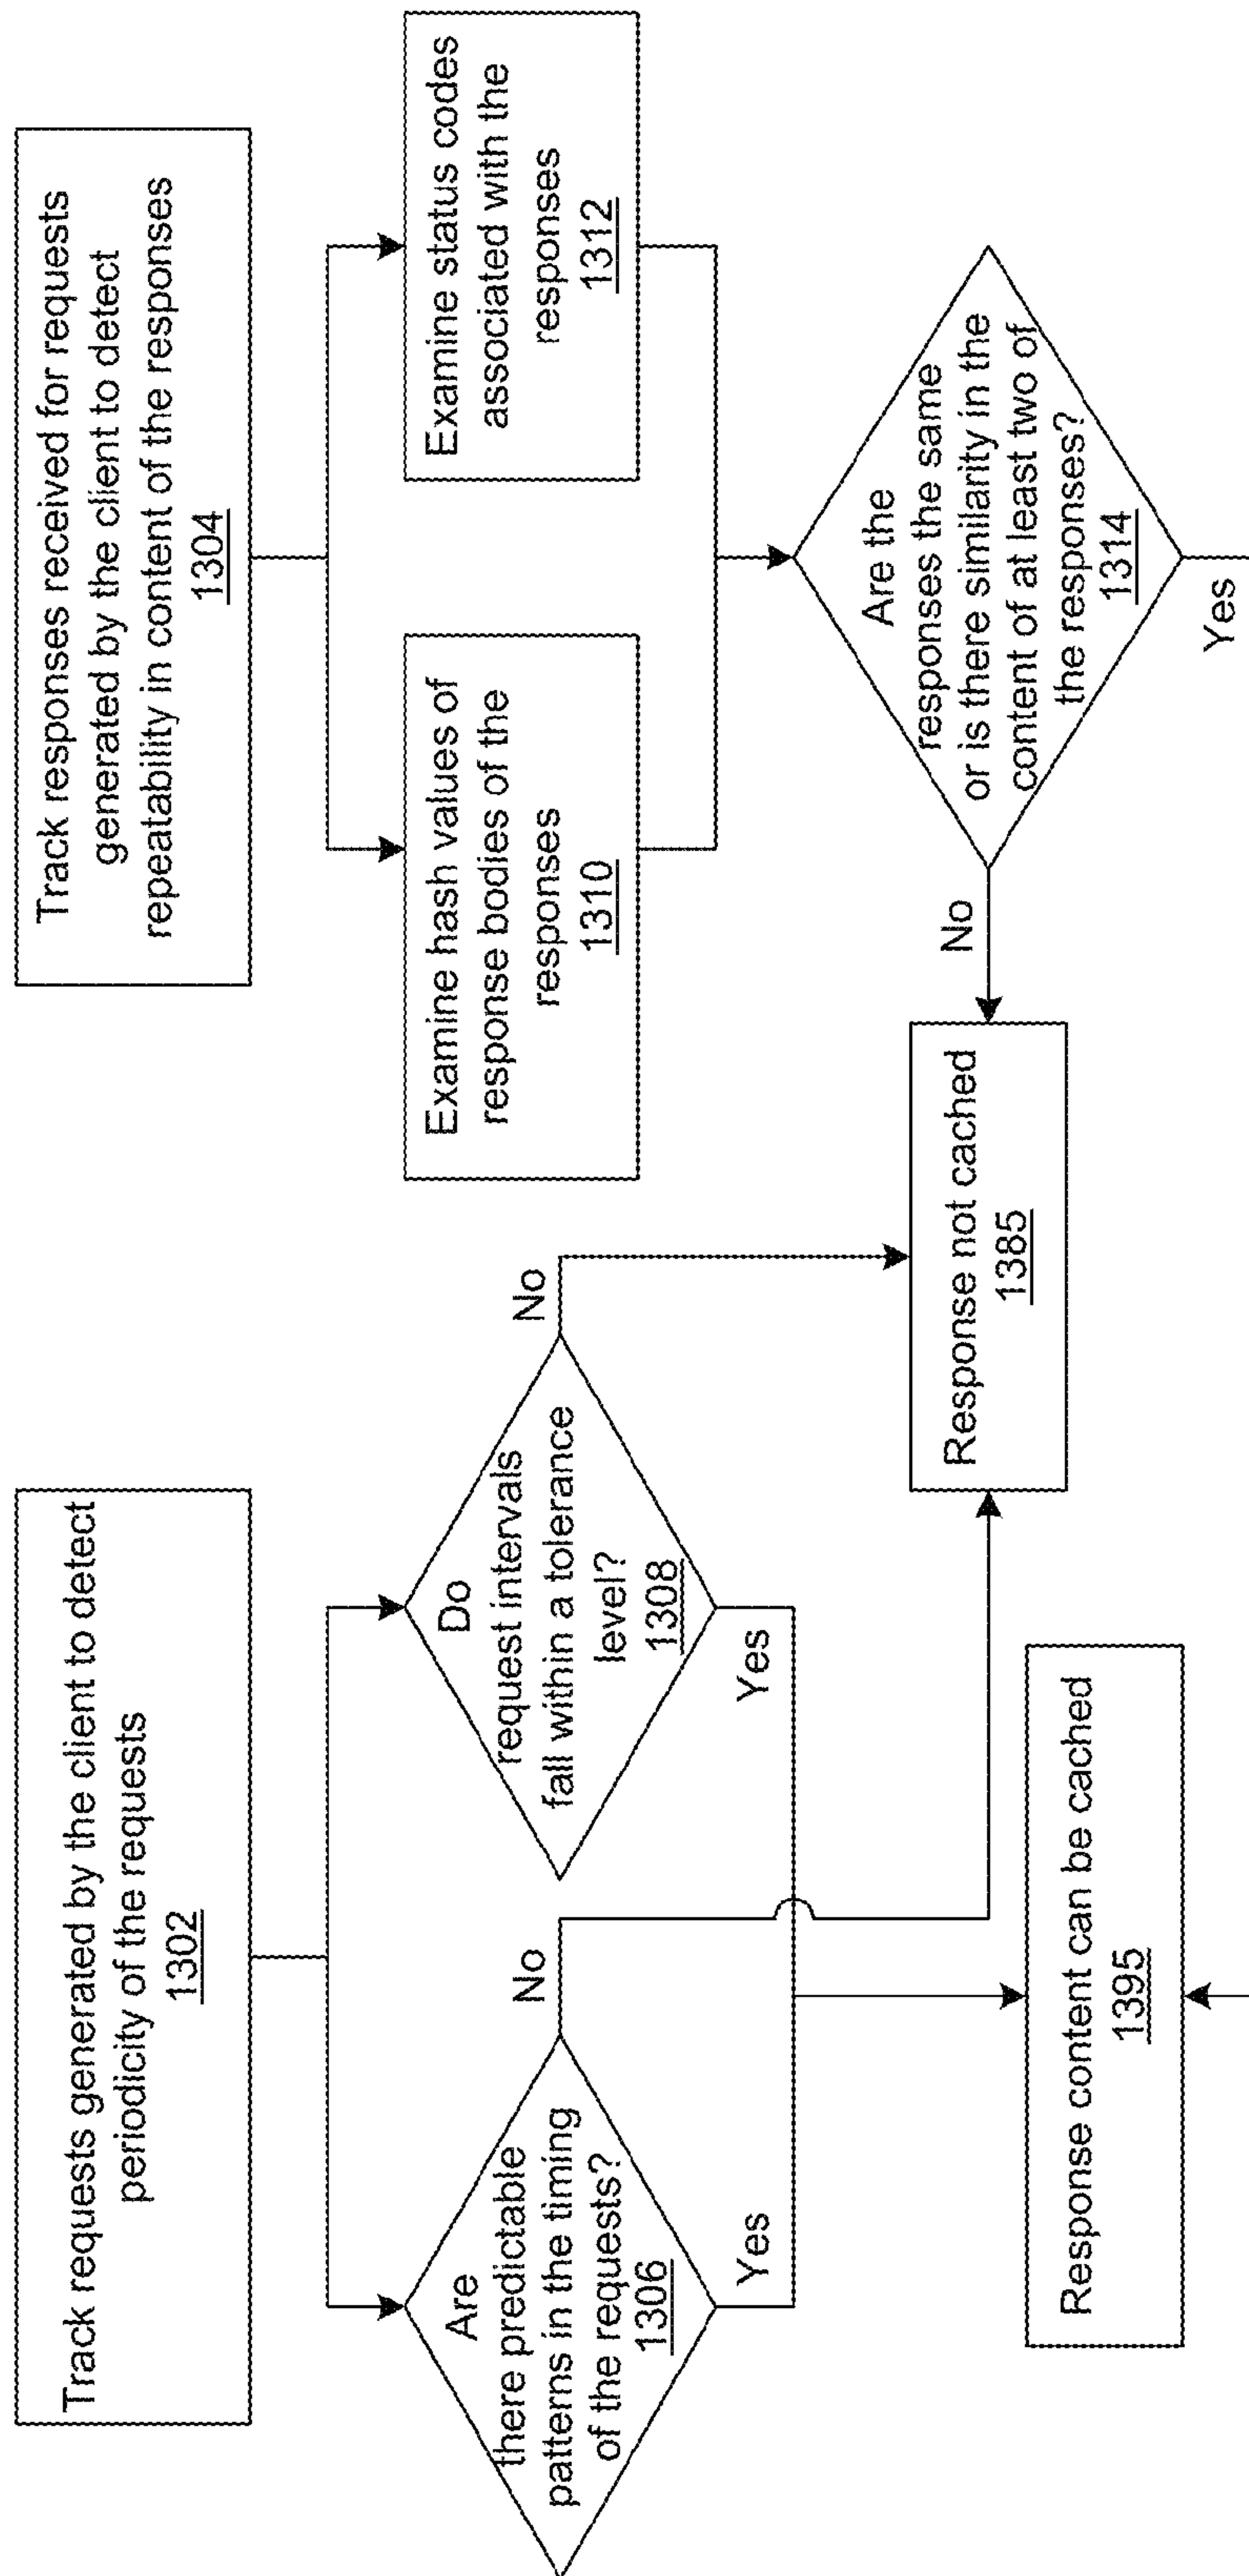 Track requests generated by the client to detect
periodicity of the requests
1302
Track responses received for requests
generated by the client to detect
repeatability in content of the responses
1304
Are
there predictable
patterns in the timing
of the requests?
1306
No
Yes
Do
request intervals
fall within a tolerance
level?
1308
No
Yes
Examine hash values of
response bodies of the
responses
1310
Examine status codes
associated with the
responses
1312
Are the
responses the same
or is there similarity in the
content of at least two of
the responses?
1314
No
Yes
Response not cached
1385
Response content can be cached
1395